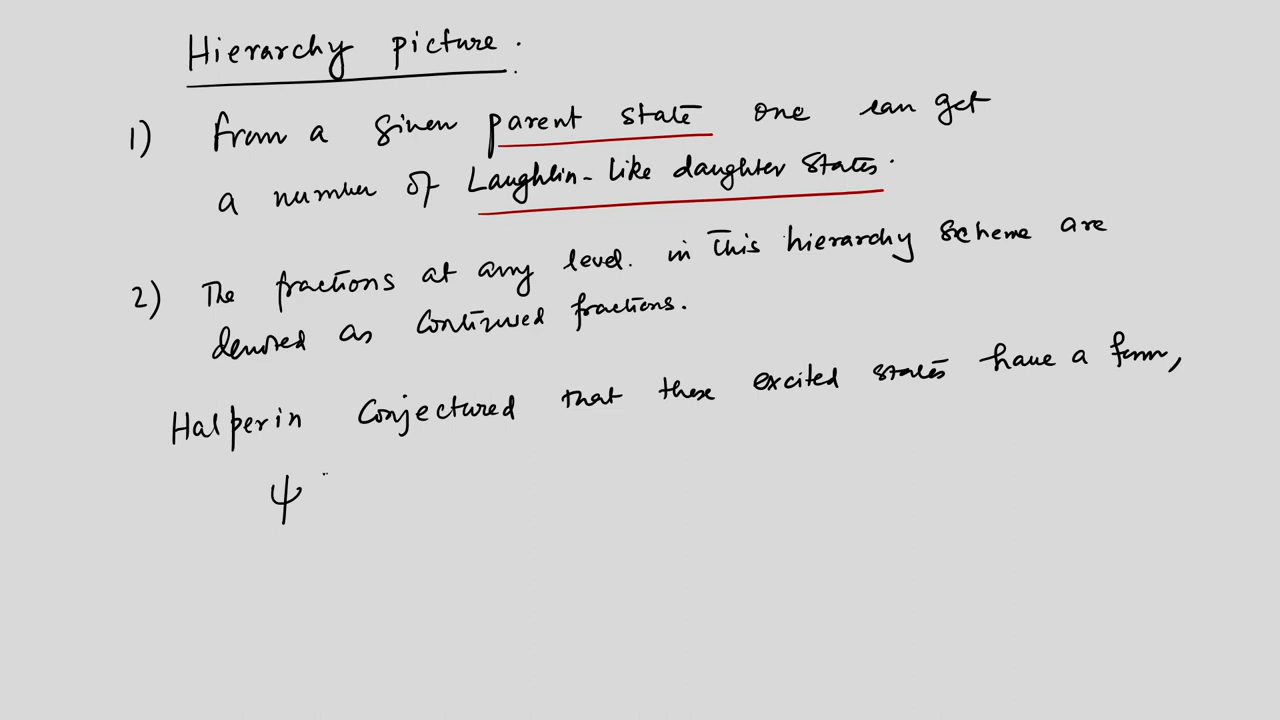 Hierarchy picture.
1) From a given parent state one can get
a number of Laughlin-like daughter states.
2) The fractions at any level in this hierarchy scheme are
denoted as continued fractions.
Halperin conjectured that these excited states have a form,
ψ